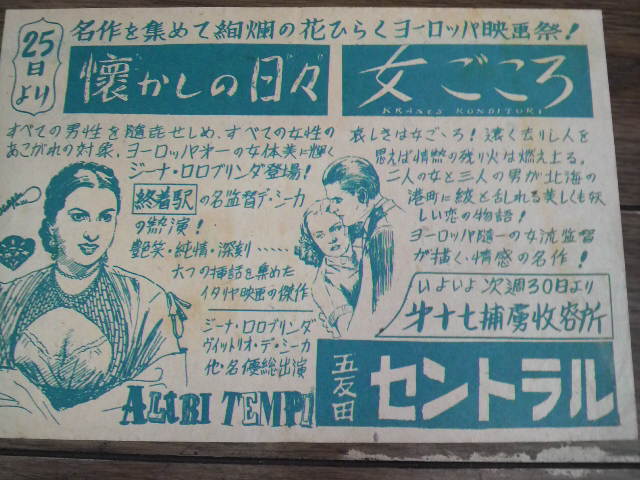 25日より
名作を集めて絢爛の花ひらくヨーロッパ映画祭!
懐かしの日々
すべての男性を随喜せしめ、すべての女性の
あこがれの対象、ヨーロッパ才一の女体美に輝く
ジーナ・ロロブリジダ登場!
終着駅の名監督デ・シーカ
の熱演!
艶笑・純情・深刻‥‥‥
六つの挿話を集めた
イタリヤ映画の傑作
ジーナ・ロロブリンダ
ヴィットリオ・デ・シーカ
他・名優総出演
ALTRI TEMPI
女ごころ
KRANES KONDITORI
哀しきは女ごゝろ!遠く去りし人を
思えば情熱の残り火は燃え上る。
二人の女と三人の男が北海の
港町に綾と乱れる美しくも妖
しい恋の物語!
ヨーロッパ随一の女流監督
が描く情感の名作!
いよいよ次週30日より
才十七捕虜収容所
五反田
セントラル